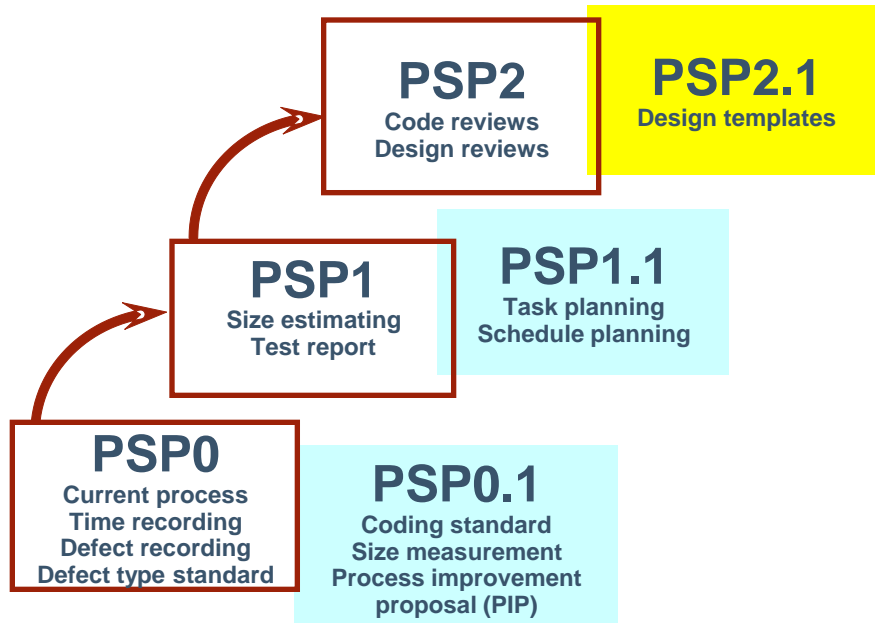 PSP2
Code reviews
Design reviews
PSP2.1
Design templates
PSP1
Size estimating
Test report
PSP1.1
Task planning
Schedule planning
PSP0
Current process
Time recording
Defect recording
Defect type standard
PSP0.1
Coding standard
Size measurement
Process improvement
proposal (PIP)